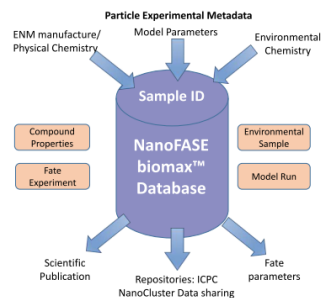 Particle Experimental Metadata
ENM manufacture/
Physical Chemistry
Model Parameters
Environmental
Chemistry
Sample ID
Compound
Properties
NanoFASE
biomax™
Database
Environmental
Sample
Fate
Experiment
Model Run
Scientific
Publication
Repositories: ICPC
NanoCluster Data sharing
Fate
parameters